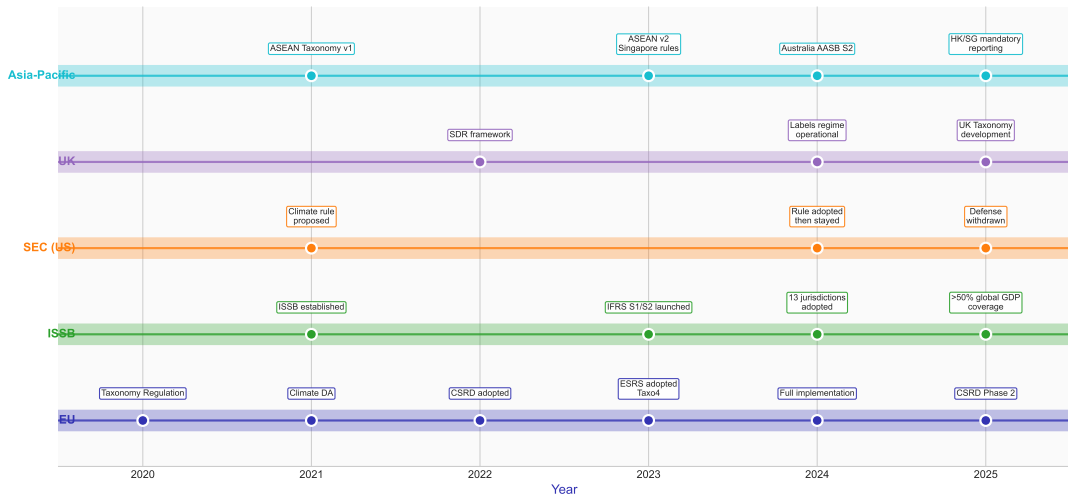 ASEAN Taxonomy v1
ASEAN v2
Singapore rules
Australia AASB S2
HK/SG mandatory
reporting
Asia-Pacific
SDR framework
Labels regime
operational
UK Taxonomy
development
UK
Climate rule
proposed
Rule adopted
then stayed
Defense
withdrawn
SEC (US)
ISSB established
IFRS S1/S2 launched
13 jurisdictions
adopted
>50% global GDP
coverage
ISSB
Taxonomy Regulation
Climate DA
CSRD adopted
ESRS adopted
Taxo4
Full implementation
CSRD Phase 2
EU
2020
2021
2022
2023
2024
2025
Year